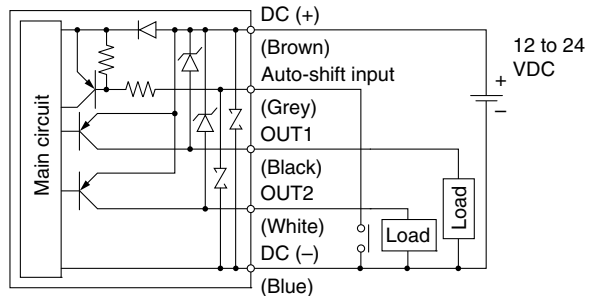 DC (+)
(Brown)
12 to 24
VDC
Auto-shift input
+
–
(Grey)
OUT1
Main circuit
(Black)
OUT2
Load
(White)
Load
DC (–)
(Blue)